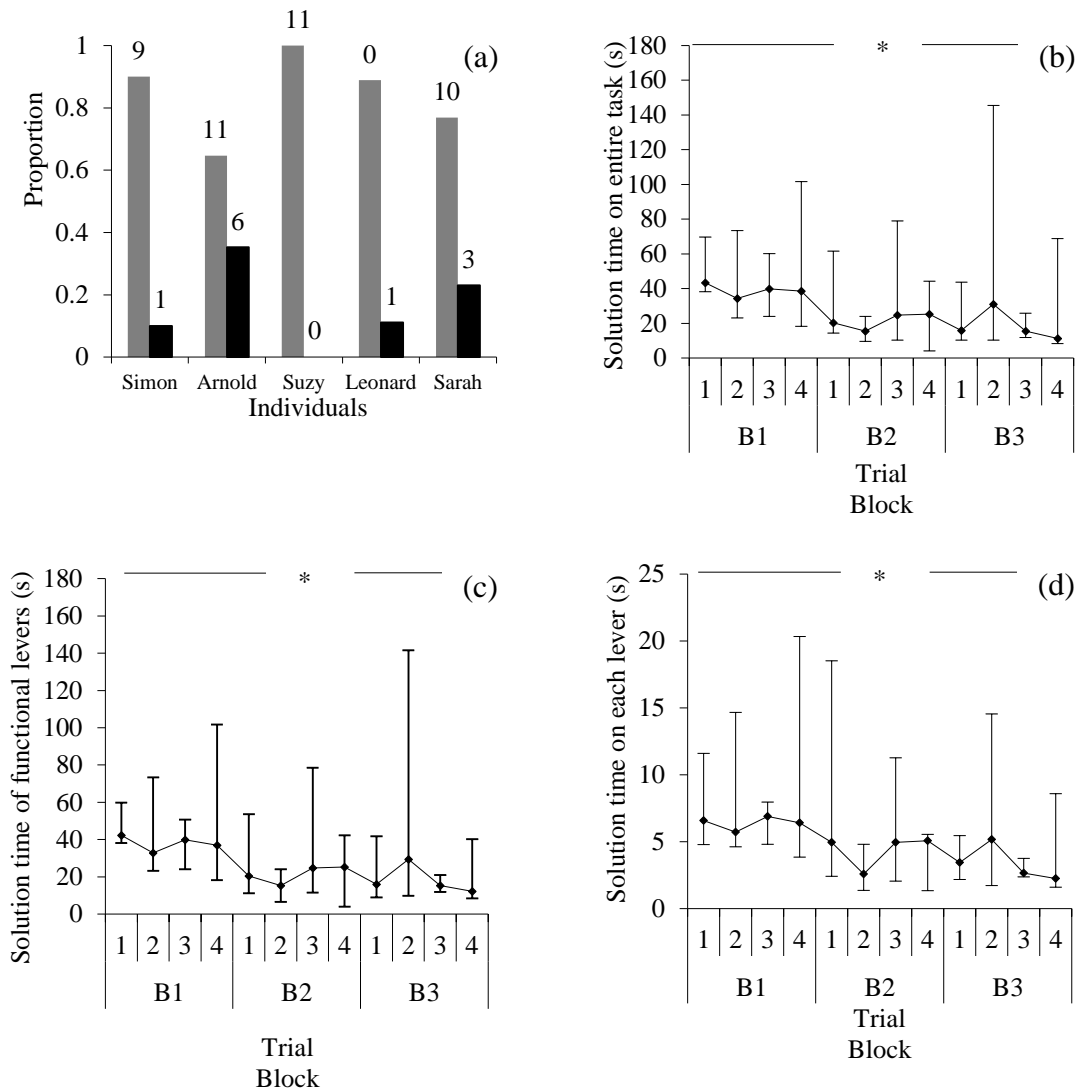 (a)
Proportion
1
0.8
0.6
0.4
0.2
0
9
1
11
6
11
0
0
1
10
3
Simon Arnold Suzy Leonard Sarah
Individuals
(b)
*
Solution time on entire task (s)
180
160
140
120
100
80
60
40
20
0
1 2 3 4 1 2 3 4 1 2 3 4
B1 B2 B3
Trial
Block
(c)
*
Solution time of functional levers (s)
180
160
140
120
100
80
60
40
20
0
1 2 3 4 1 2 3 4 1 2 3 4
B1 B2 B3
Trial
Block
(d)
*
Solution time on each lever (s)
25
20
15
10
5
0
1 2 3 4 1 2 3 4 1 2 3 4
B1 B2 B3
Trial
Block